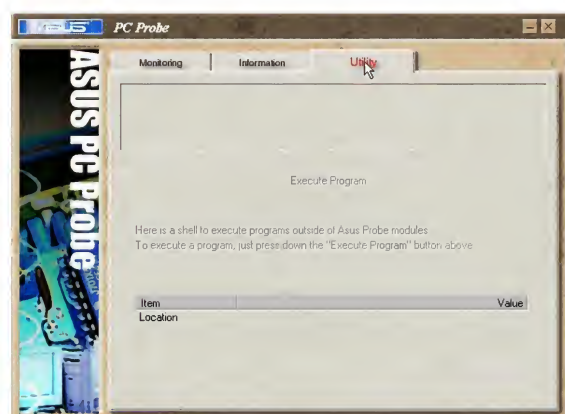 ASUS
PC Probe
ASUS PC Probe
Monitoring
Information
Utility
Execute Program
Here is a shell to execute programs outside of Asus Probe modules
To execute a program, just press down the "Execute Program" button above
Item
Value
Location